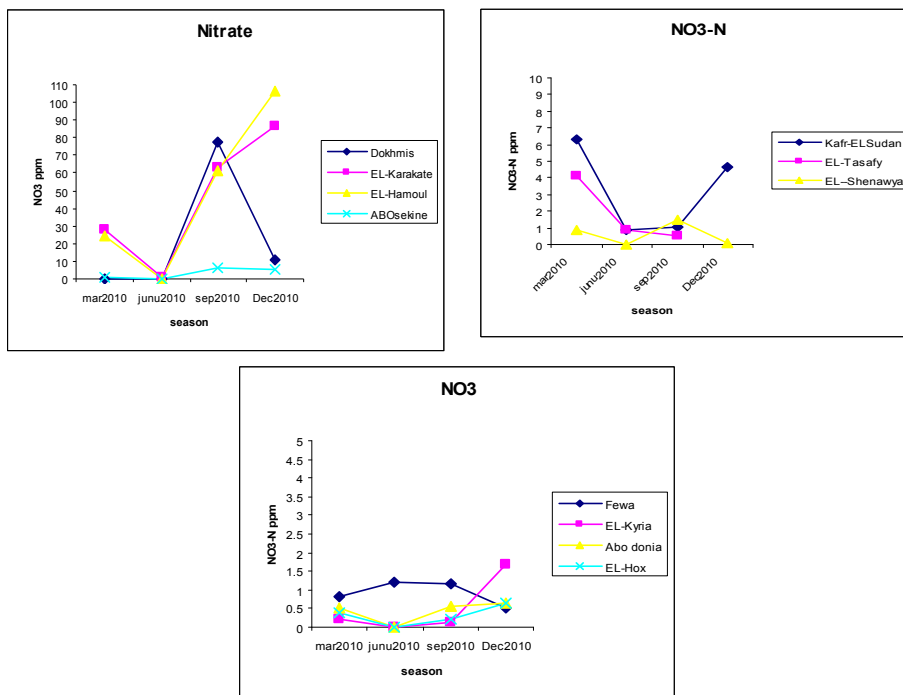 Nitrate
NO3 ppm
110
100
90
80
70
60
50
40
30
20
10
0
mar2010 junu2010 sep2010 Dec2010
season
Dokhmis
EL-Karakate
EL-Hamoul
ABOsekine
NO3-N
NO3-N ppm
10
9
8
7
6
5
4
3
2
1
0
mar2010 junu2010 sep2010 Dec2010
season
Kafr-ELSudan
EL-Tasafy
EL--Shenawya
NO3
NO3-N ppm
5
4.5
4
3.5
3
2.5
2
1.5
1
0.5
0
mar2010 junu2010 sep2010 Dec2010
season
Fewa
EL-Kyria
Abo donia
EL-Hox